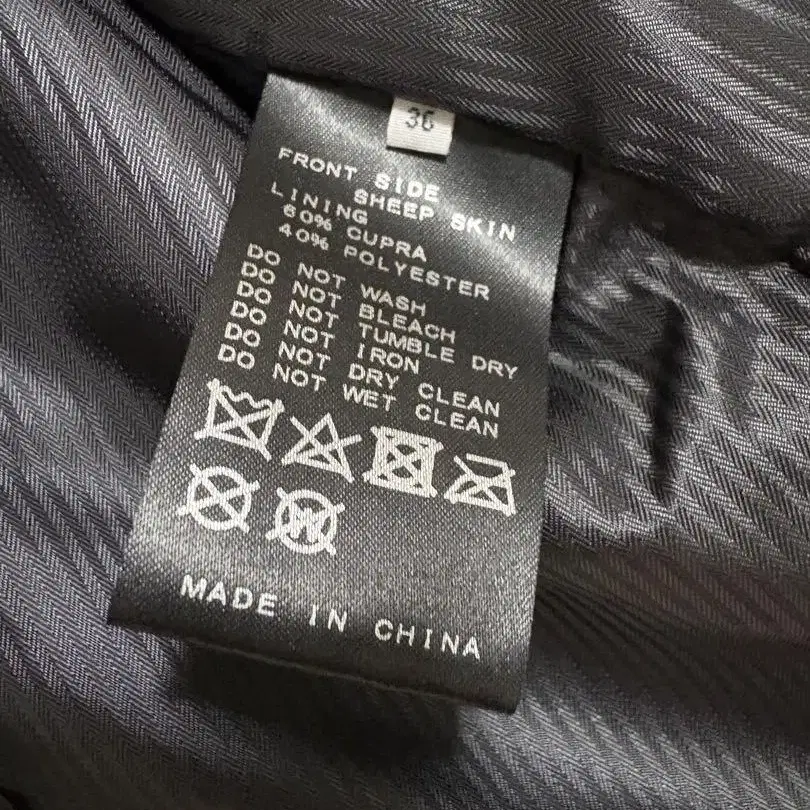 36
FRONT SIDE
SHEEP SKIN
LINING
60% CUPRA
40% POLYESTER
DO NOT WASH
DO NOT BLEACH
DO NOT TUMBLE DRY
DO NOT IRON
DO NOT DRY CLEAN
DO NOT WET CLEAN
W
MADE IN CHINA